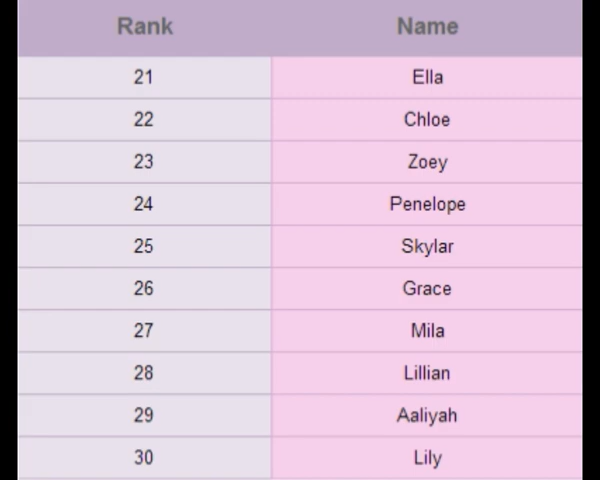 Rank Name
21 Ella
22 Chloe
23 Zoey
24 Penelope
25 Skylar
26 Grace
27 Mila
28 Lillian
29 Aaliyah
30 Lily